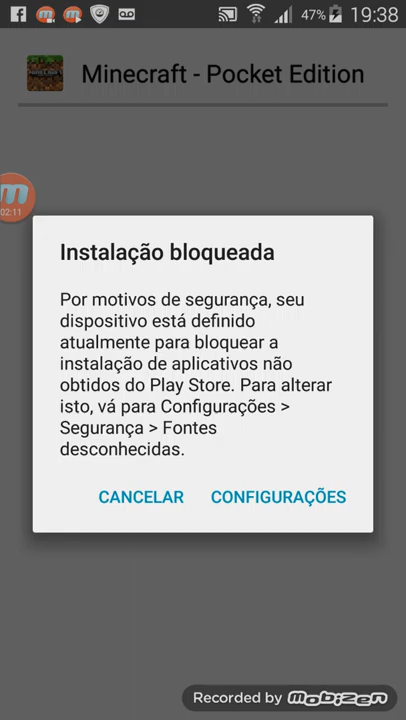 47% 19:38
Minecraft - Pocket Edition
02:11
Instalação bloqueada
Por motivos de segurança, seu
dispositivo está definido
atualmente para bloquear a
instalação de aplicativos não
obtidos do Play Store. Para alterar
isto, vá para Configurações >
Segurança > Fontes
desconhecidas.
CANCELAR CONFIGURAÇÕES
Recorded by mobizen